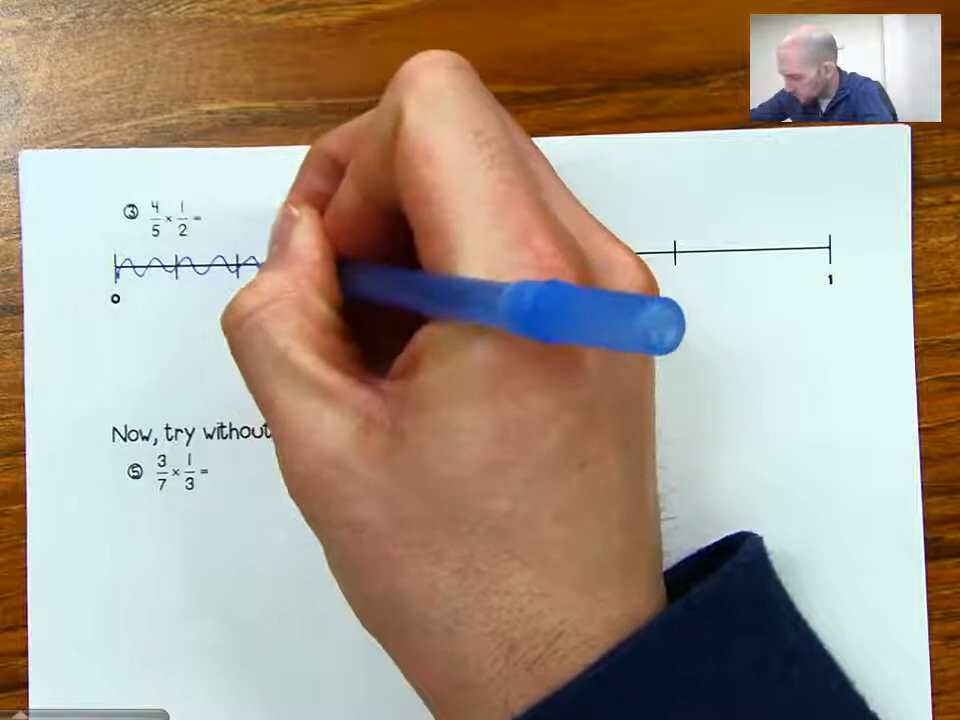 ③ 4/5 × 1/2 =
0 1
Now, try without
⑤ 3/7 × 1/3 =